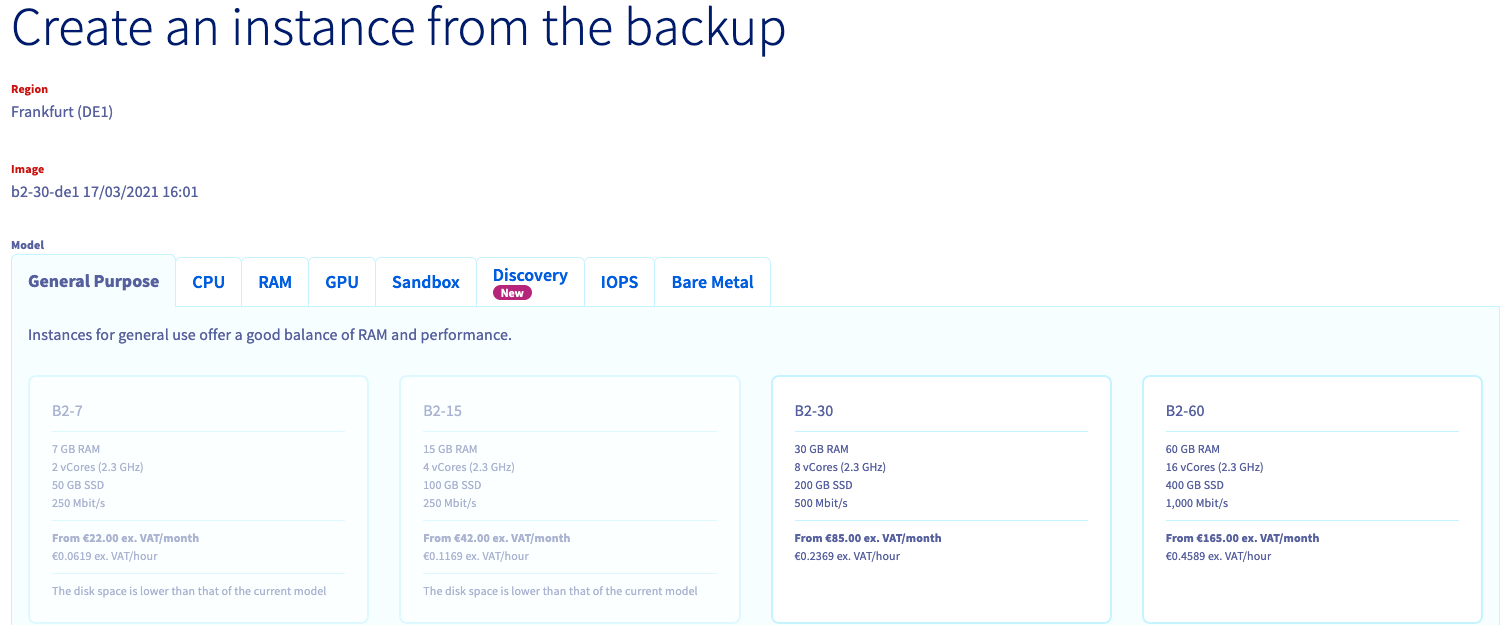 Create an instance from the backup
Region
Frankfurt (DE1)
Image
b2-30-de1 17/03/2021 16:01
Model
General Purpose
CPU
RAM
GPU
Sandbox
Discovery
New
IOPS
Bare Metal
Instances for general use offer a good balance of RAM and performance.
B2-7
7 GB RAM
2 vCores (2.3 GHz)
50 GB SSD
250 Mbit/s
From €22.00 ex. VAT/month
€0.0619 ex. VAT/hour
The disk space is lower than that of the current model
B2-15
15 GB RAM
4 vCores (2.3 GHz)
100 GB SSD
250 Mbit/s
From €42.00 ex. VAT/month
€0.1169 ex. VAT/hour
The disk space is lower than that of the current model
B2-30
30 GB RAM
8 vCores (2.3 GHz)
200 GB SSD
500 Mbit/s
From €85.00 ex. VAT/month
€0.2369 ex. VAT/hour
B2-60
60 GB RAM
16 vCores (2.3 GHz)
400 GB SSD
1,000 Mbit/s
From €165.00 ex. VAT/month
€0.4589 ex. VAT/hour